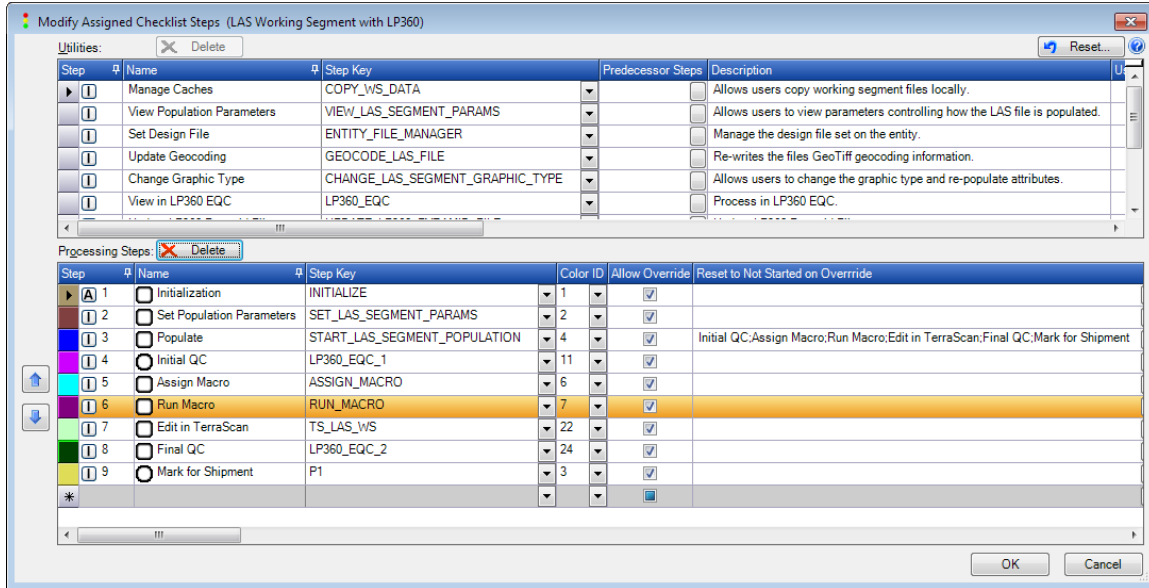 Modify Assigned Checklist Steps (LAS Working Segment with LP360)
Utilities: Delete Reset...
Step Name Step Key Predecessor Steps Description
I Manage Caches COPY_WS_DATA Allows users copy working segment files locally.
I View Population Parameters VIEW_LAS_SEGMENT_PARAMS Allows users to view parameters controlling how the LAS file is populated.
I Set Design File ENTITY_FILE_MANAGER Manage the design file set on the entity.
I Update Geocoding GEOCODE_LAS_FILE Re-writes the files GeoTiff geocoding information.
I Change Graphic Type CHANGE_LAS_SEGMENT_GRAPHIC_TYPE Allows users to change the graphic type and re-populate attributes.
I View in LP360 EQC LP360_EQC Process in LP360 EQC.
Processing Steps: Delete
Step Name Step Key Color ID Allow Override Reset to Not Started on Overrride
A 1 Initialization INITIALIZE 1
I 2 Set Population Parameters SET_LAS_SEGMENT_PARAMS 2
I 3 Populate START_LAS_SEGMENT_POPULATION 4 Initial QC;Assign Macro;Run Macro;Edit in TerraScan;Final QC;Mark for Shipment
I 4 Initial QC LP360_EQC_1 11
I 5 Assign Macro ASSIGN_MACRO 6
I 6 Run Macro RUN_MACRO 7
I 7 Edit in TerraScan TS_LAS_WS 22
I 8 Final QC LP360_EQC_2 24
I 9 Mark for Shipment P1 3
OK Cancel